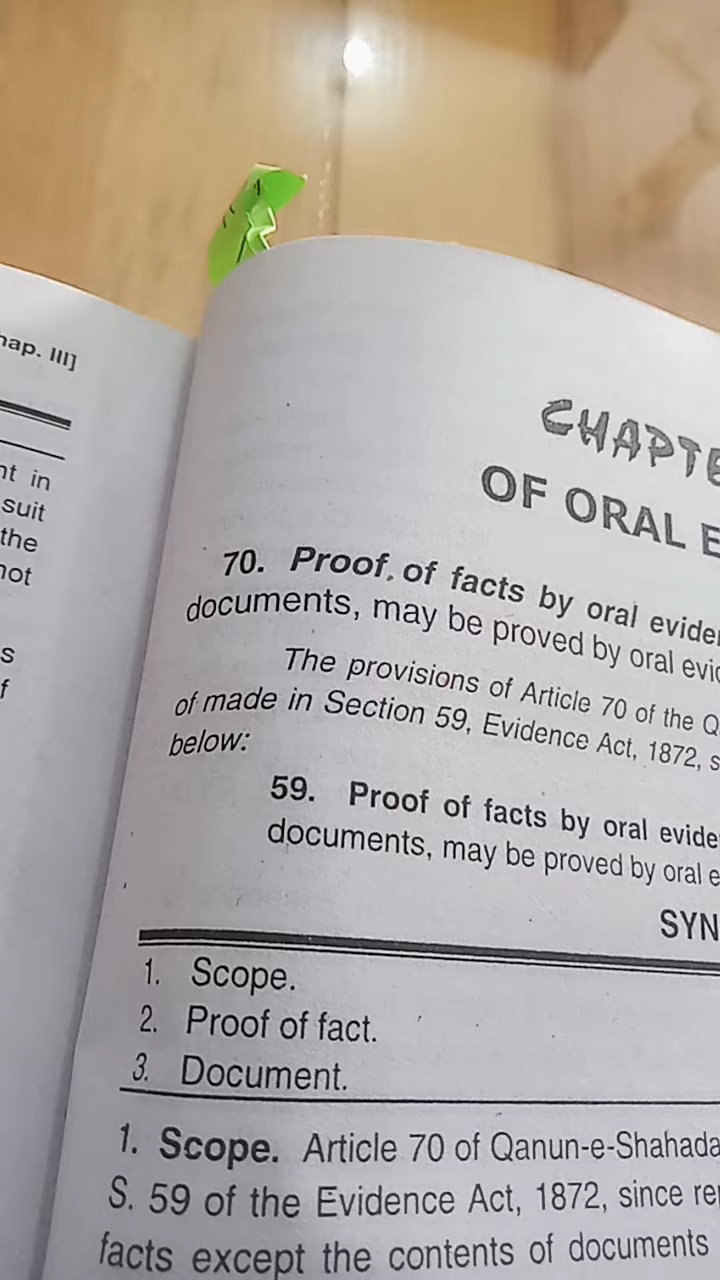 hap. III]
nt in
suit
the
not
s
f
CHAPTE
OF ORAL E
70. Proof of facts by oral eviden
documents, may be proved by oral evid
The provisions of Article 70 of the Q
of made in Section 59, Evidence Act, 1872, s
below:
59. Proof of facts by oral evide
documents, may be proved by oral e
SYN
1. Scope.
2. Proof of fact.
3. Document.
1. Scope. Article 70 of Qanun-e-Shahada
S. 59 of the Evidence Act, 1872, since rep
facts except the contents of documents